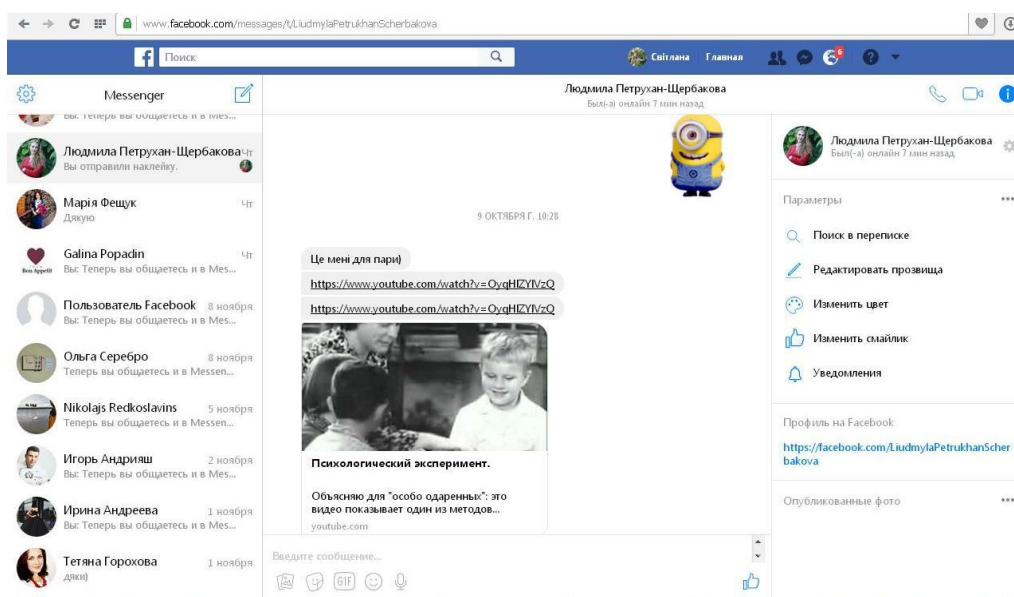 www.facebook.com/messages/t/LiudmylaPetrukhanScherbakova
Поиск
Світлана Главная
6
Messenger
Вы: Теперь вы общаетесь и в Mes...
Людмила Петрухан-Щербакова чт
Вы отправили наклейку.
Марія Фещук чт
Дякую
Galina Popadin чт
Bon Appetit
Вы: Теперь вы общаетесь и в Mes...
Пользователь Facebook 8 ноября
Вы: Теперь вы общаетесь и в Mes...
Ольга Серебро 8 ноября
Теперь вы общаетесь и в Messen...
Nikolajs Redkoslavins 5 ноября
Теперь вы общаетесь и в Messen...
Игорь Андрияш 2 ноября
Вы: Теперь вы общаетесь и в Mes...
Ирина Андреева 1 ноября
Вы: Теперь вы общаетесь и в Mes...
Тетяна Горохова 1 ноября
дяки)
Людмила Петрухан-Щербакова
Был(-а) онлайн 7 мин назад
9 ОКТЯБРЯ Г. 10:28
Це мені для пари)
https://www.youtube.com/watch?v=OyqHIZYIVzQ
https://www.youtube.com/watch?v=OyqHIZYIVzQ
Психологический эксперимент.
Объясняю для "особо одаренных": это
видео показывает один из методов...
youtube.com
Введите сообщение...
GIF
Людмила Петрухан-Щербакова
Был(-а) онлайн 7 мин назад
Параметры
Поиск в переписке
Редактировать прозвища
Изменить цвет
Изменить смайлик
Уведомления
Профиль на Facebook
https://facebook.com/LiudmylaPetrukhanScher
bakova
Опубликованные фото